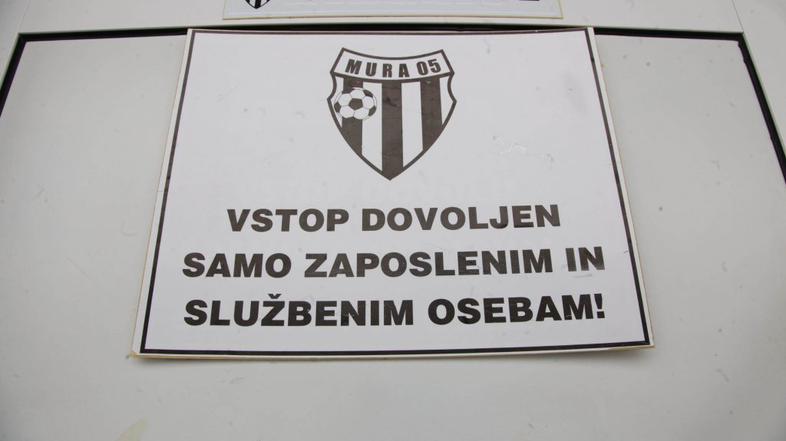 MURA 05
VSTOP DOVOLJEN
SAMO ZAPOSLENIM IN
SLUŽBENIM OSEBAM!